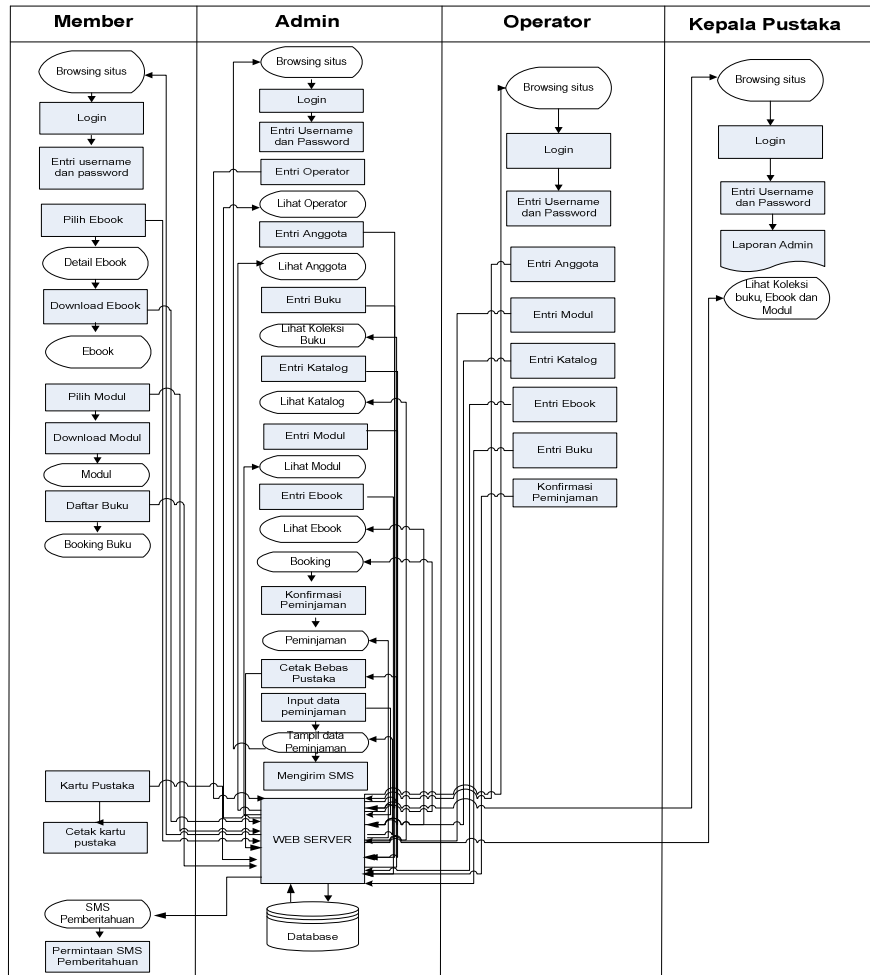 Member
Admin
Operator
Kepala Pustaka
Browsing situs
Login
Entri username
dan password
Pilih Ebook
Detail Ebook
Download Ebook
Ebook
Pilih Modul
Download Modul
Modul
Daftar Buku
Booking Buku
Kartu Pustaka
Cetak kartu
pustaka
SMS
Pemberitahuan
Permintaan SMS
Pemberitahuan
Browsing situs
Login
Entri Username
dan Password
Entri Operator
Lihat Operator
Entri Anggota
Lihat Anggota
Entri Buku
Lihat Koleksi
Buku
Entri Katalog
Lihat Katalog
Entri Modul
Lihat Modul
Entri Ebook
Lihat Ebook
Booking
Konfirmasi
Peminjaman
Peminjaman
Cetak Bebas
Pustaka
Input data
peminjaman
Tampil data
Peminjaman
Mengirim SMS
WEB SERVER
Database
Browsing situs
Login
Entri Username
dan Password
Entri Anggota
Entri Modul
Entri Katalog
Entri Ebook
Entri Buku
Konfirmasi
Peminjaman
Browsing situs
Login
Entri Username
dan Password
Laporan Admin
Lihat Koleksi
buku, Ebook dan
Modul